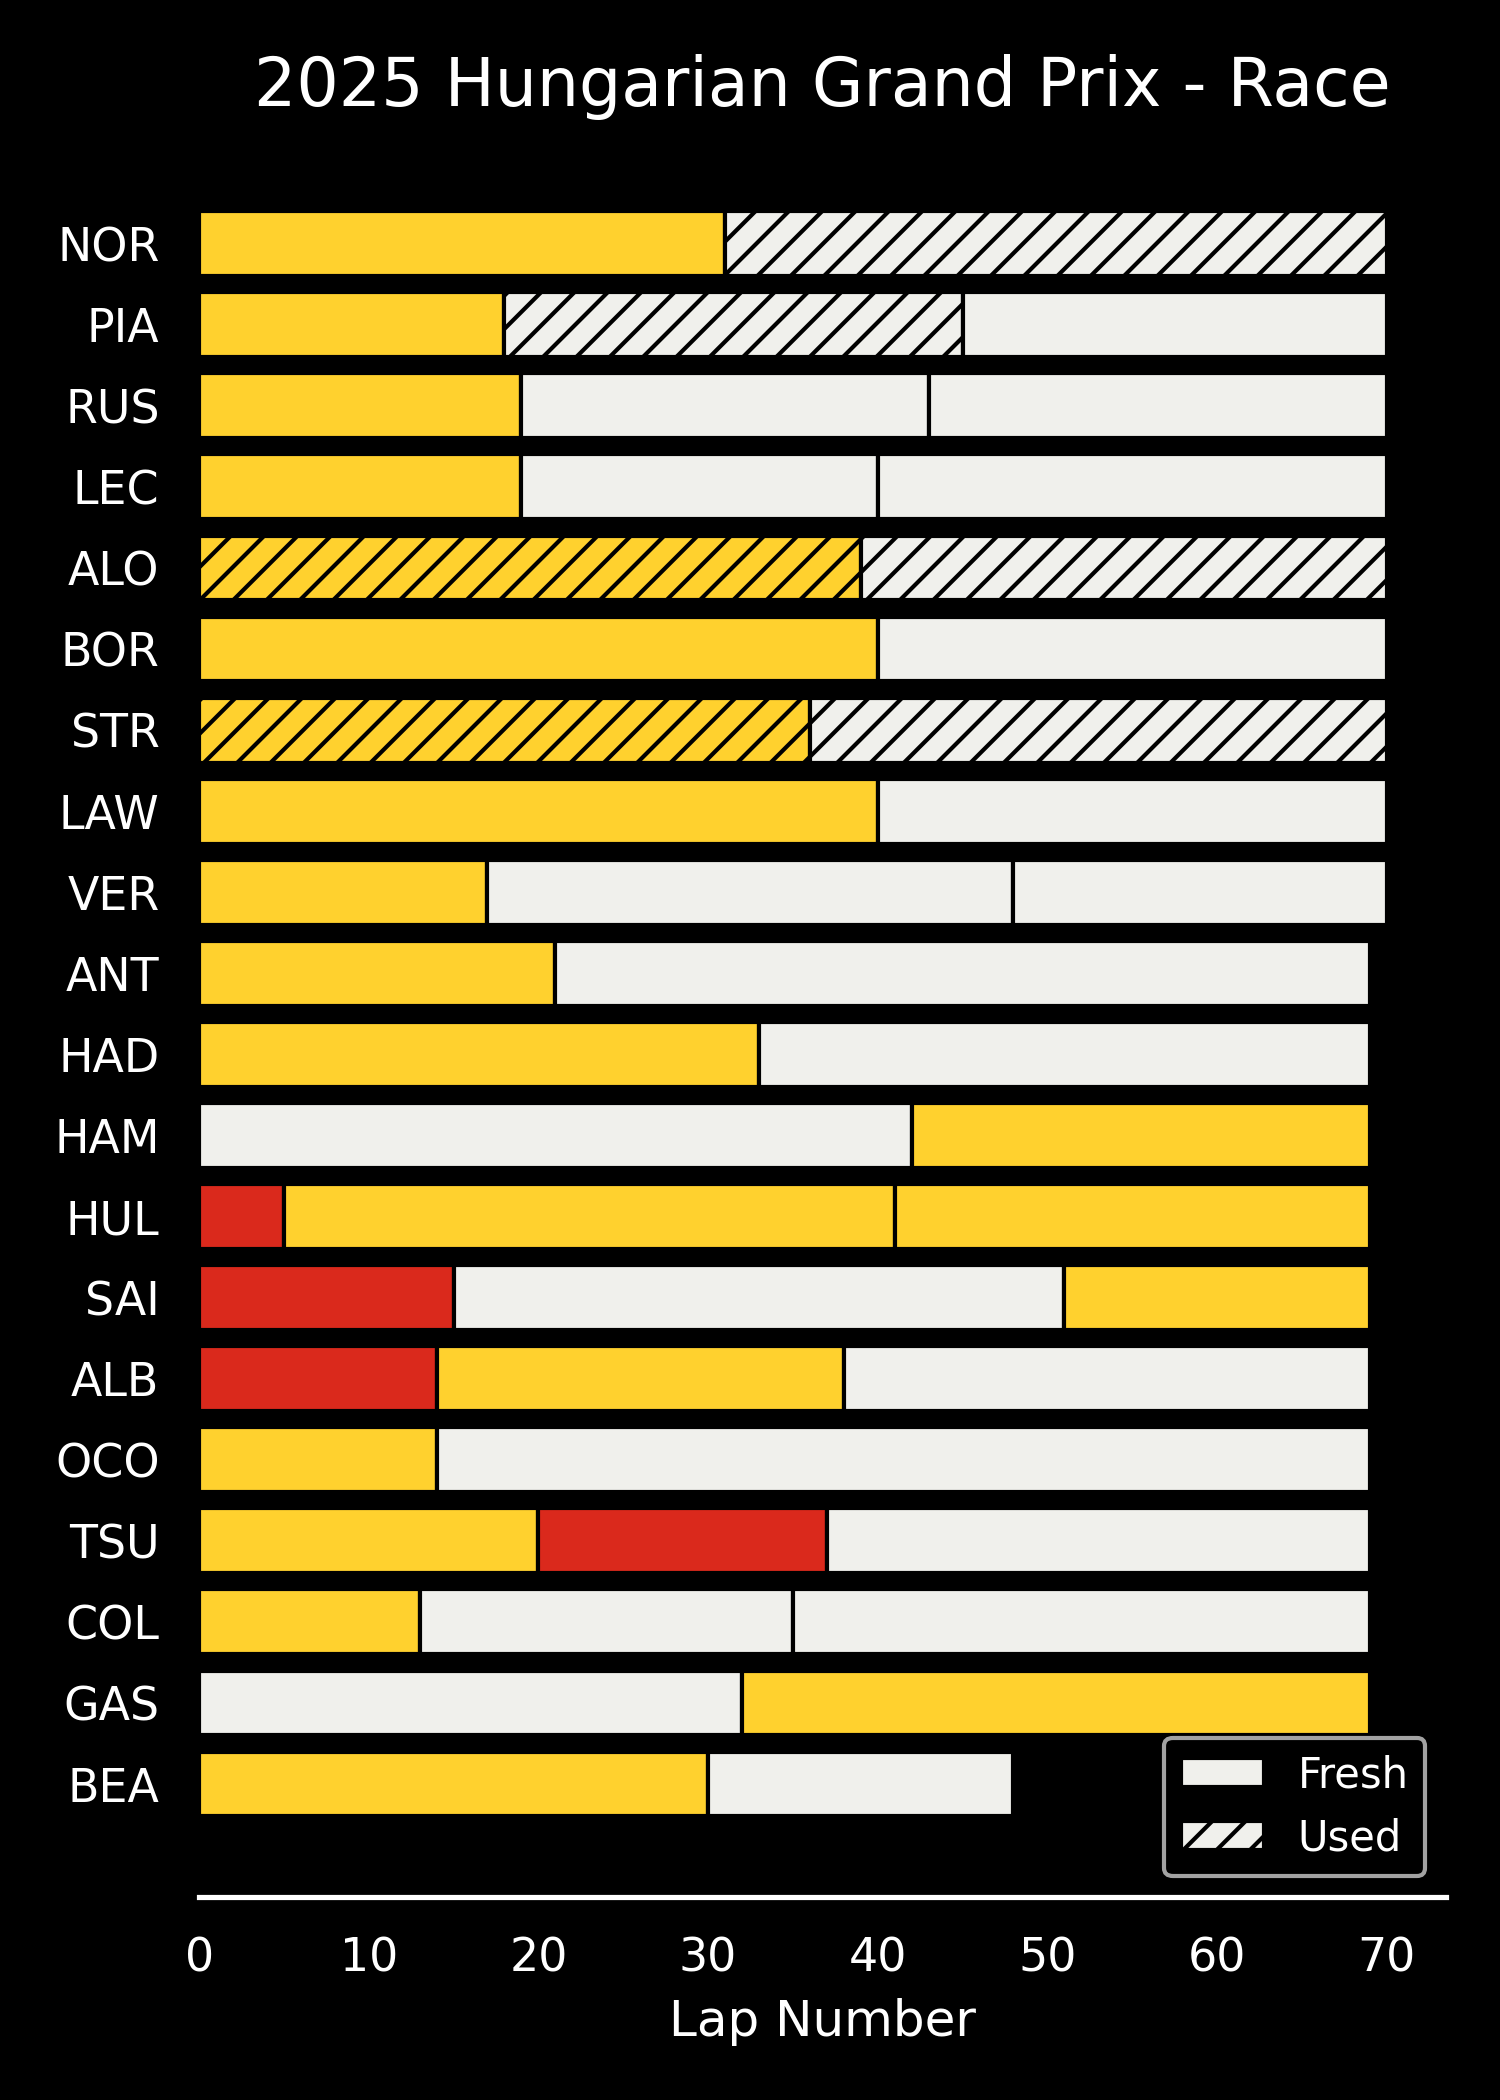 2025 Hungarian Grand Prix - Race
NOR
PIA
RUS
LEC
ALO
BOR
STR
LAW
VER
ANT
HAD
HAM
HUL
SAI
ALB
OCO
TSU
COL
GAS
BEA
Fresh
Used
0 10 20 30 40 50 60 70
Lap Number